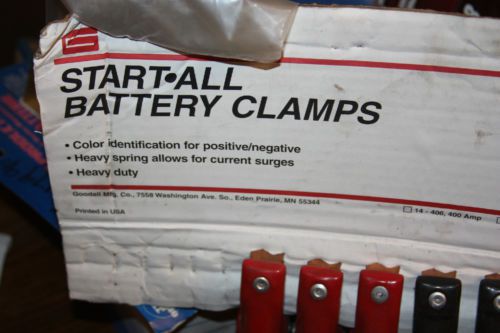 START•ALL
BATTERY CLAMPS
• Color identification for positive/negative
• Heavy spring allows for current surges
• Heavy duty
Goodall Mfg. Co., 7558 Washington Ave. So., Eden Prairie, MN 55344
Printed in USA
14 - 406, 400 Amp